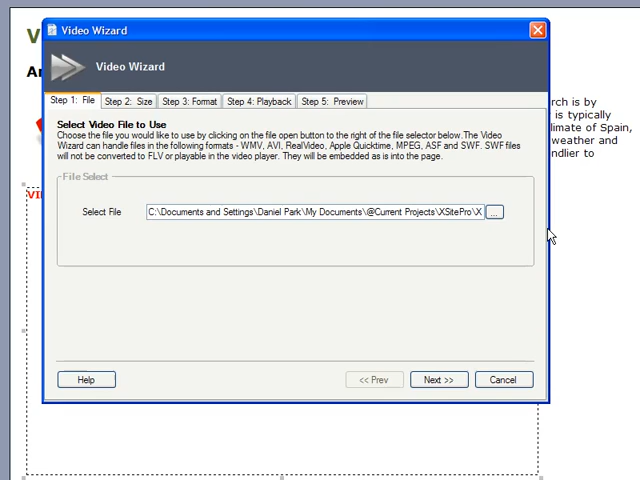 V
Video Wizard
Ar
Video Wizard
Step 1: File
Step 2: Size
Step 3: Format
Step 4: Playback
Step 5: Preview
Select Video File to Use
Choose the file you would like to use by clicking on the file open button to the right of the file selector below.The Video
Wizard can handle files in the following formats - WMV, AVI, RealVideo, Apple Quicktime, MPEG, ASF and SWF. SWF files
will not be converted to FLV or playable in the video player. They will be embedded as is into the page.
rch is by
is typically
limate of Spain,
weather and
ndlier to
File Select
VI
Select File
C:\Documents and Settings\Daniel Park\My Documents\@Current Projects\XSitePro\X
...
Help
<< Prev
Next >>
Cancel